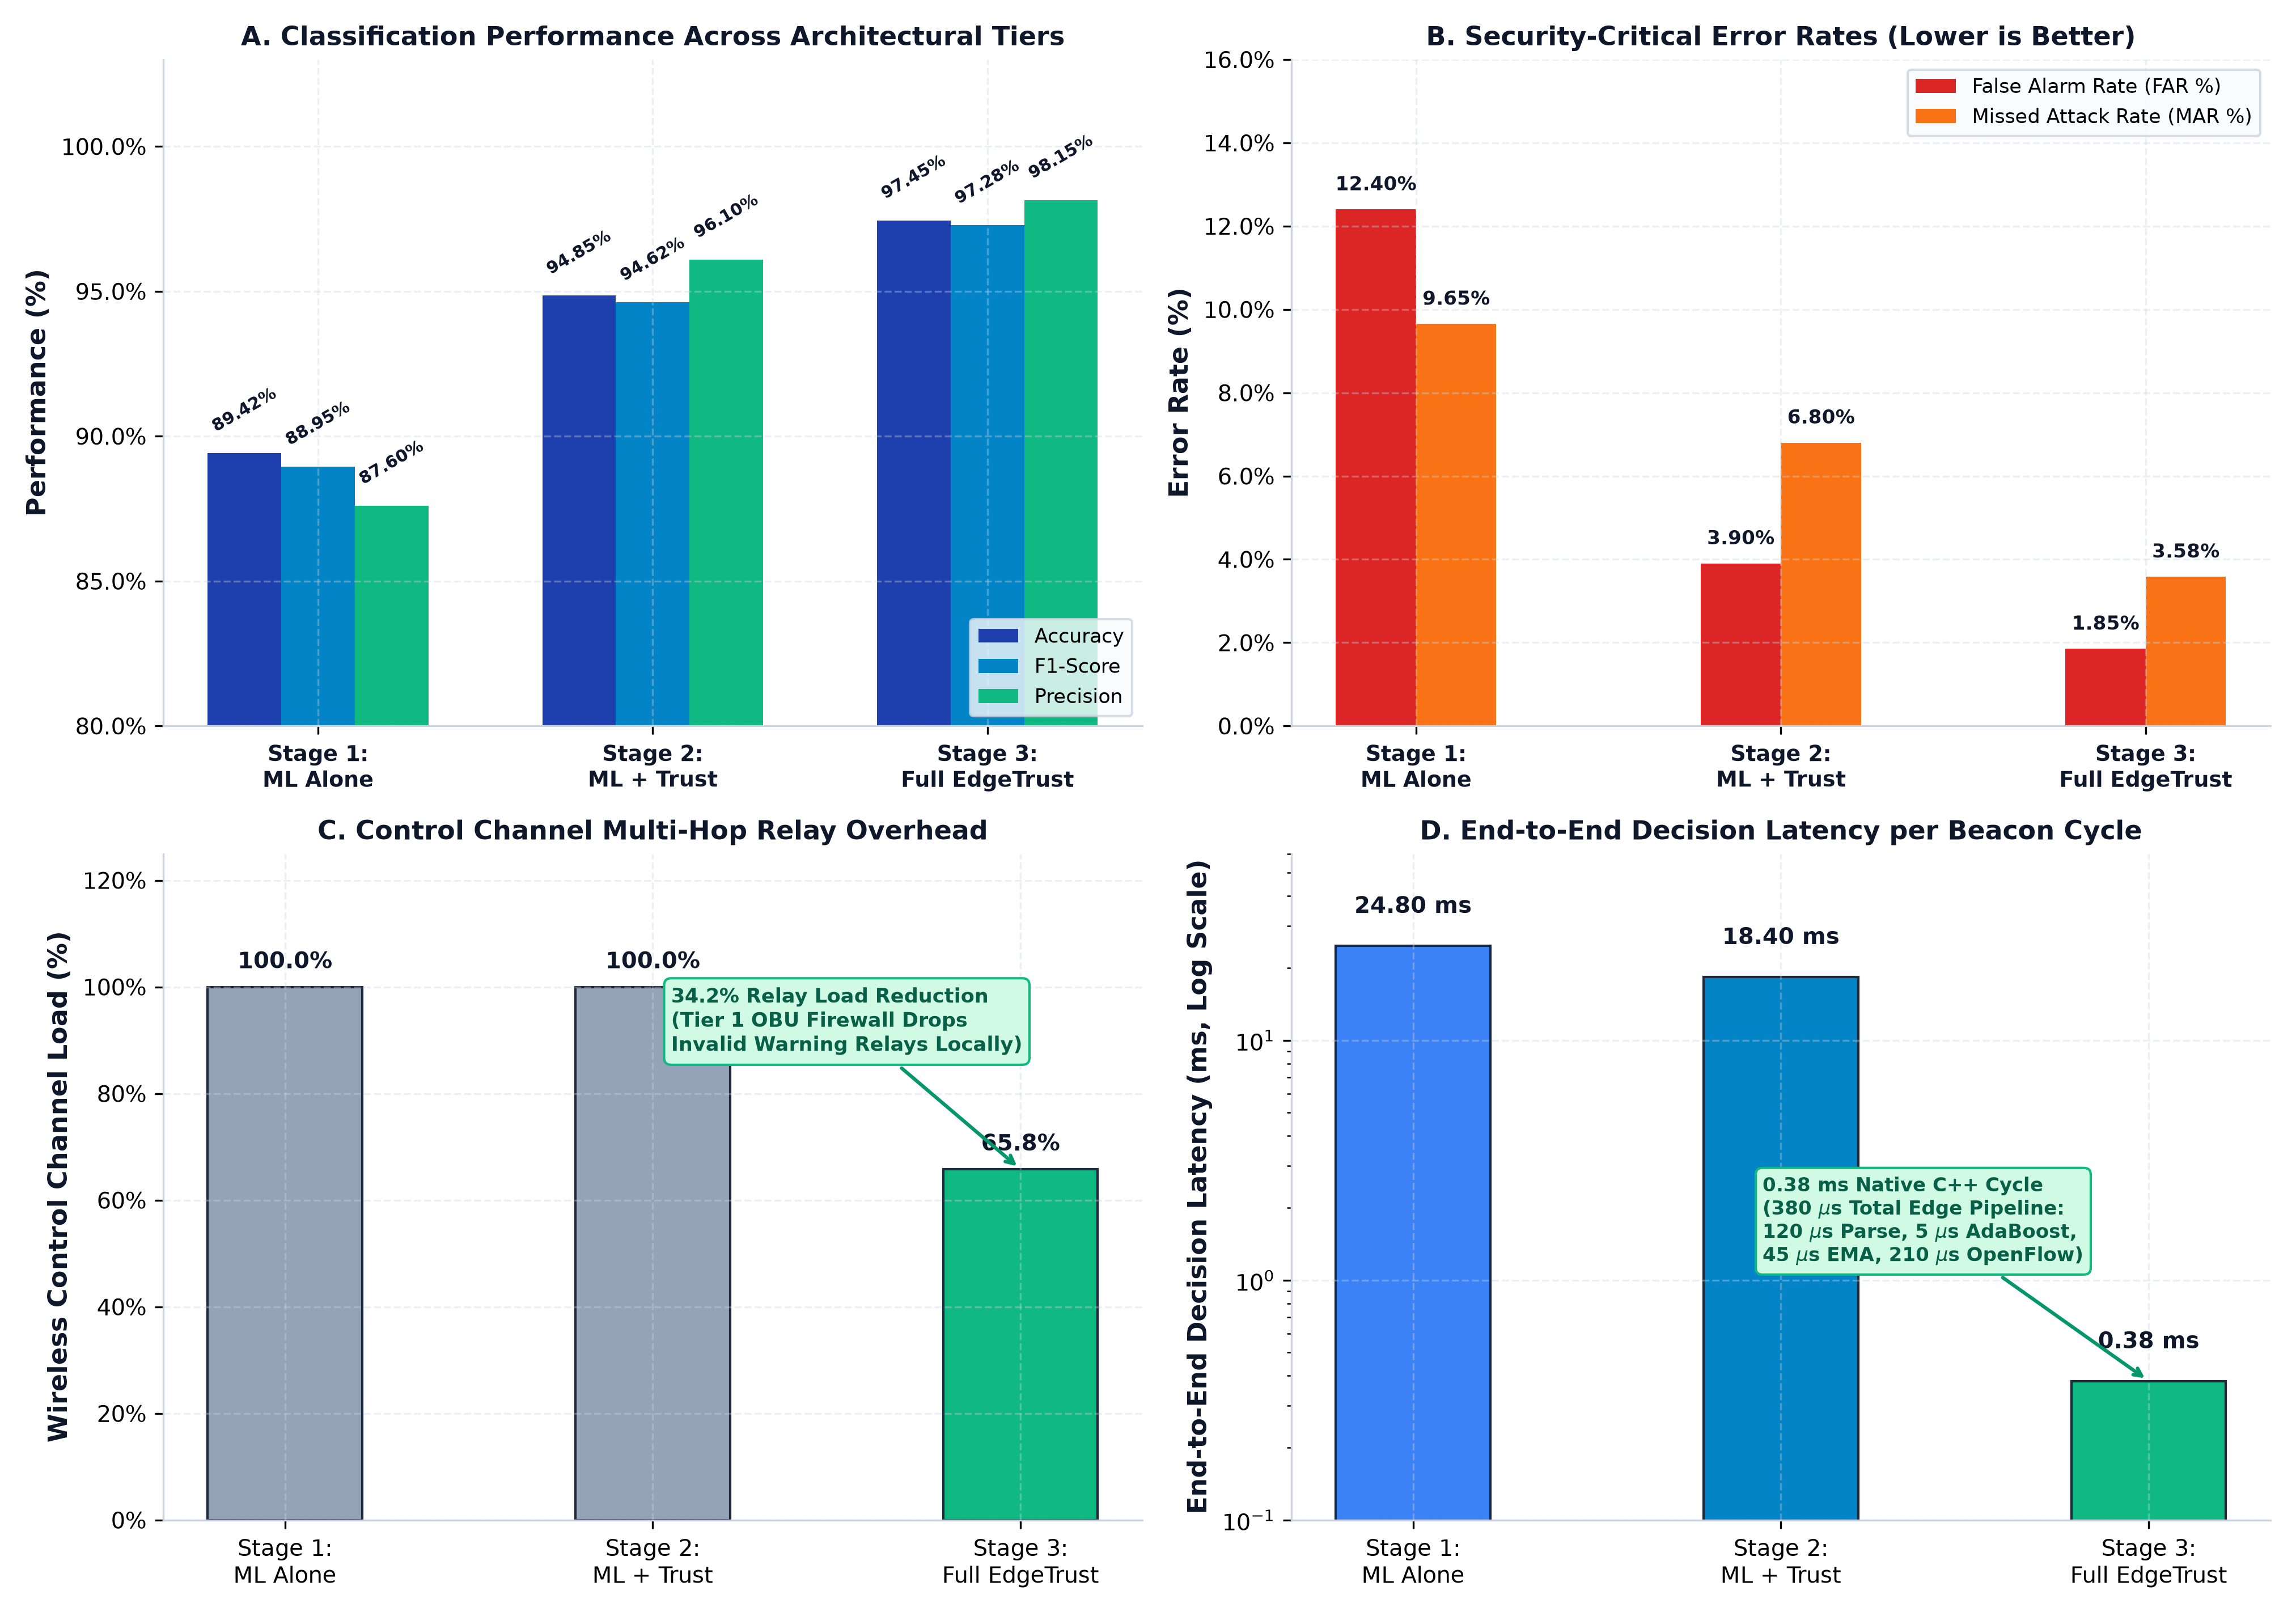 A. Classification Performance Across Architectural Tiers
Performance (%)
100.0%
95.0%
90.0%
85.0%
80.0%
89.42%
88.95%
87.60%
94.85%
94.62%
96.10%
97.45%
97.28%
98.15%
Accuracy
F1-Score
Precision
Stage 1:
ML Alone
Stage 2:
ML + Trust
Stage 3:
Full EdgeTrust
B. Security-Critical Error Rates (Lower is Better)
Error Rate (%)
16.0%
14.0%
12.0%
10.0%
8.0%
6.0%
4.0%
2.0%
0.0%
False Alarm Rate (FAR %)
Missed Attack Rate (MAR %)
12.40%
9.65%
3.90%
6.80%
1.85%
3.58%
Stage 1:
ML Alone
Stage 2:
ML + Trust
Stage 3:
Full EdgeTrust
C. Control Channel Multi-Hop Relay Overhead
Wireless Control Channel Load (%)
120%
100%
80%
60%
40%
20%
0%
100.0%
100.0%
34.2% Relay Load Reduction
(Tier 1 OBU Firewall Drops
Invalid Warning Relays Locally)
65.8%
Stage 1:
ML Alone
Stage 2:
ML + Trust
Stage 3:
Full EdgeTrust
D. End-to-End Decision Latency per Beacon Cycle
End-to-End Decision Latency (ms, Log Scale)
10¹
10⁰
10⁻¹
24.80 ms
18.40 ms
0.38 ms Native C++ Cycle
(380 μs Total Edge Pipeline:
120 μs Parse, 5 μs AdaBoost,
45 μs EMA, 210 μs OpenFlow)
0.38 ms
Stage 1:
ML Alone
Stage 2:
ML + Trust
Stage 3:
Full EdgeTrust